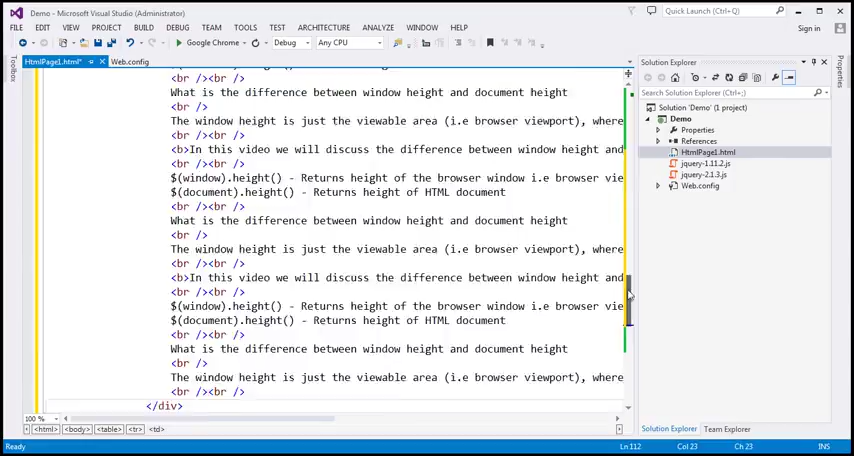 Demo - Microsoft Visual Studio (Administrator)
Quick Launch (Ctrl+Q)
FILE EDIT VIEW PROJECT BUILD DEBUG TEAM TOOLS TEST ARCHITECTURE ANALYZE WINDOW HELP
Sign in
Google Chrome Debug Any CPU
Toolbox
HtmlPage1.html* Web.config
<br /><br />
What is the difference between window height and document height
<br />
The window height is just the viewable area (i.e browser viewport), where
<br /><br />
<b>In this video we will discuss the difference between window height and
<br /><br />
$(window).height() - Returns height of the browser window i.e browser vie
$(document).height() - Returns height of HTML document
<br /><br />
What is the difference between window height and document height
<br />
The window height is just the viewable area (i.e browser viewport), where
<br /><br />
<b>In this video we will discuss the difference between window height and
<br /><br />
$(window).height() - Returns height of the browser window i.e browser vie
$(document).height() - Returns height of HTML document
<br /><br />
What is the difference between window height and document height
<br />
The window height is just the viewable area (i.e browser viewport), where
<br /><br />
</div>
100 %
<html> <body> <table> <tr> <td>
Solution Explorer
Search Solution Explorer (Ctrl+;)
Solution 'Demo' (1 project)
Demo
Properties
References
HtmlPage1.html
jquery-1.11.2.js
jquery-2.1.3.js
Web.config
Solution Explorer Team Explorer
Properties
Ready Ln 112 Col 23 Ch 23 INS